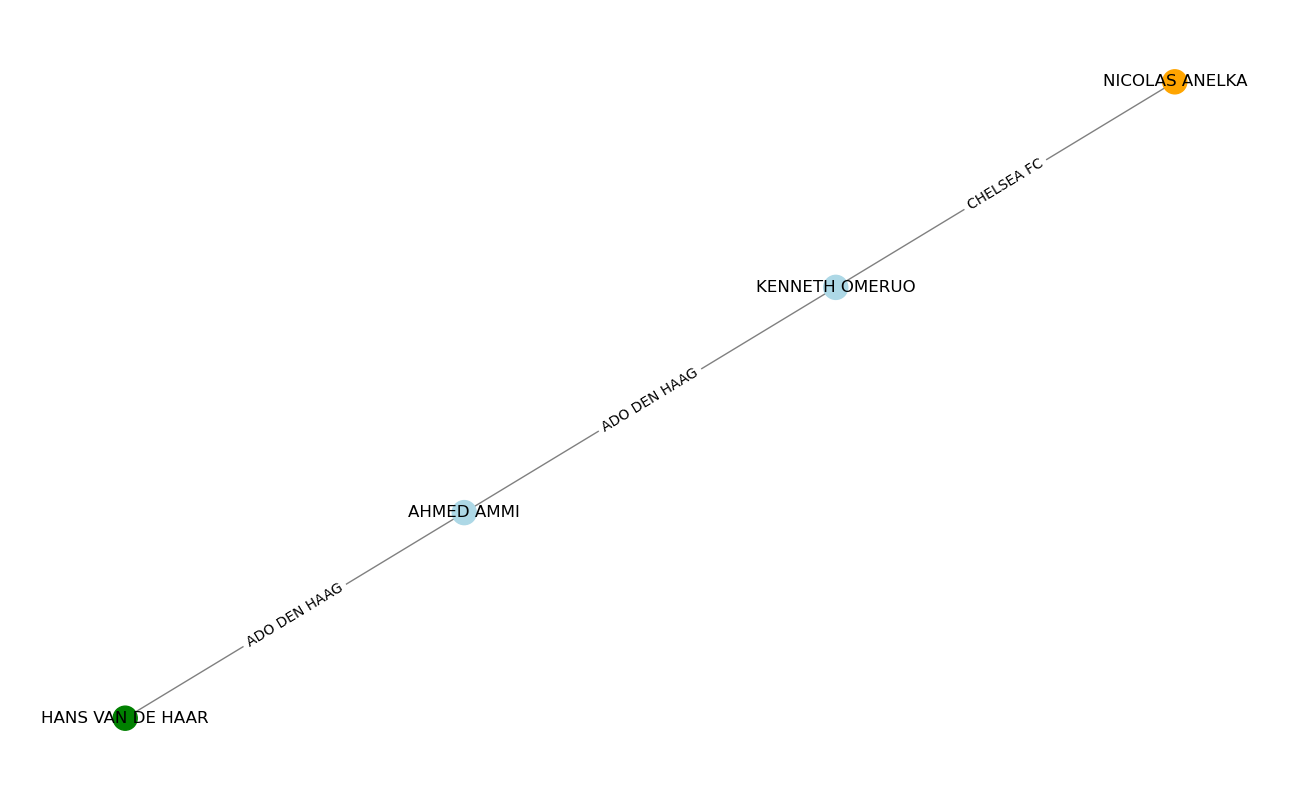 NICOLAS ANELKA
CHELSEA FC
KENNETH OMERUO
ADO DEN HAAG
AHMED AMMI
ADO DEN HAAG
HANS VAN DE HAAR